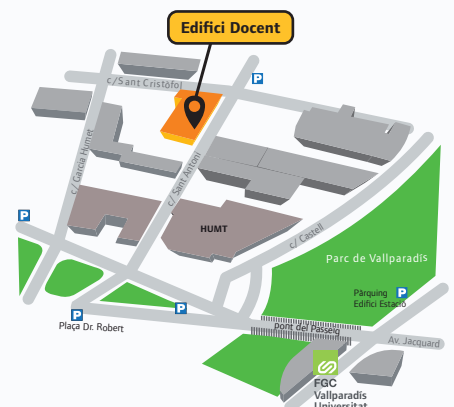 Edifici Docent
P
c/Sant Cristòfol
c/ Garcia Humet
c/ Sant Antoni
P
HUMT
c/ Castell
Parc de Vallparadís
Pàrquing P
Edifici Estació
P
P
Plaça Dr. Robert
pont del Passeig
Av. Jacquard
FGC
Vallparadís
Universitat